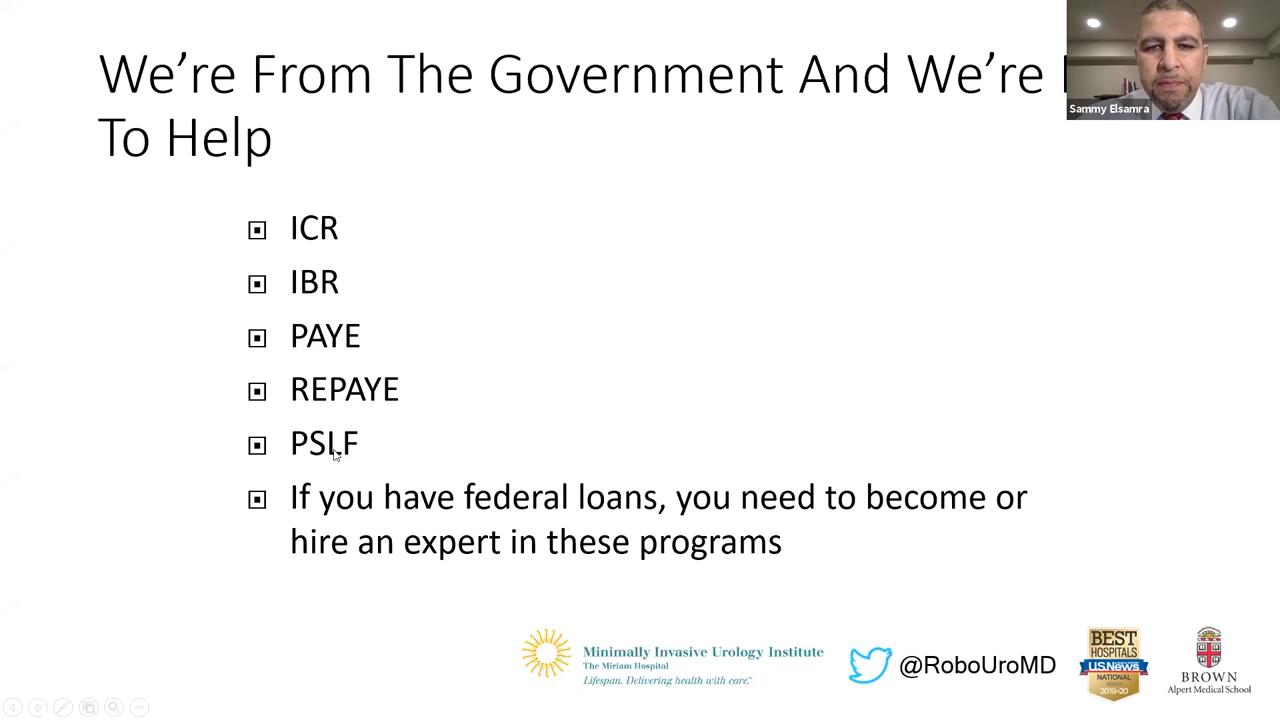 We're From The Government And We're
To Help
Sammy Elsamra
ICR
IBR
PAYE
REPAYE
PSLF
If you have federal loans, you need to become or
hire an expert in these programs
Minimally Invasive Urology Institute
The Miriam Hospital
Lifespan. Delivering health with care.™
@RoboUroMD
BEST
HOSPITALS
U.S.News
NATIONAL
2019-20
BROWN
Alpert Medical School